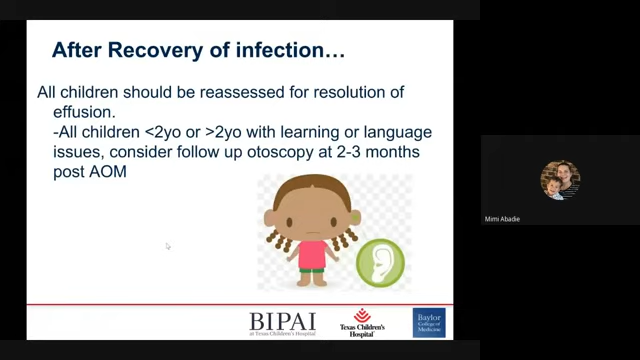 After Recovery of infection…
All children should be reassessed for resolution of
effusion.
-All children <2yo or >2yo with learning or language
issues, consider follow up otoscopy at 2-3 months
post AOM
Mimi Abadie
BIPAI
at Texas Children's Hospital
Texas Children's
Hospital
Baylor
College of
Medicine